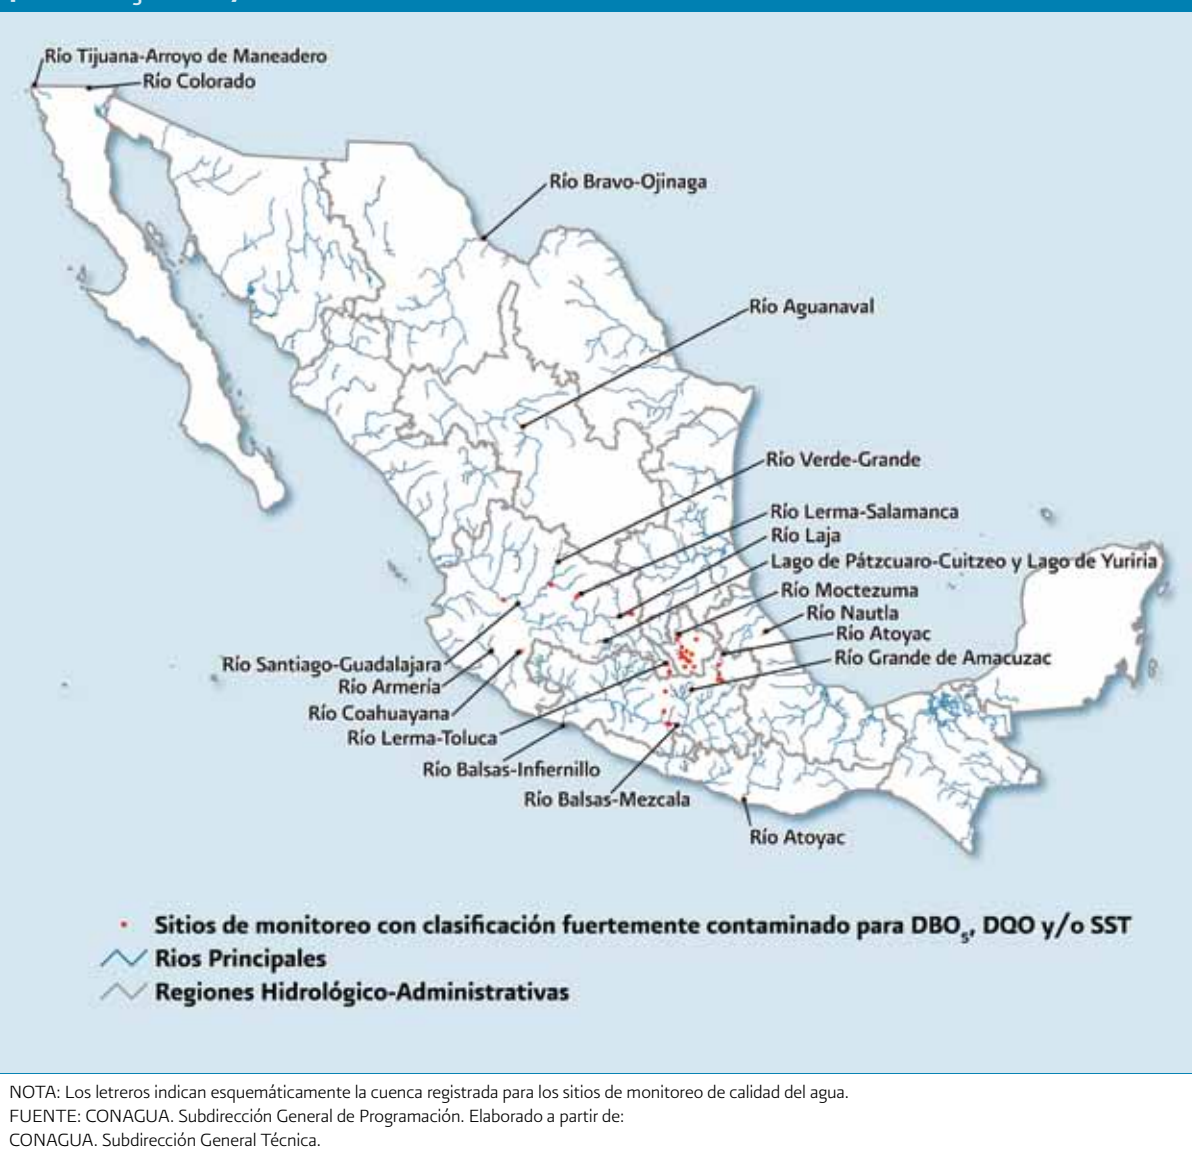 Río Tijuana-Arroyo de Maneadero
Río Colorado
Río Bravo-Ojinaga
Río Aguanaval
Río Verde-Grande
Río Lerma-Salamanca
Río Laja
Lago de Pátzcuaro-Cuitzeo y Lago de Yuriria
Río Moctezuma
Río Nautla
Río Atoyac
Río Grande de Amacuzac
Río Santiago-Guadalajara
Río Armería
Río Coahuayana
Río Lerma-Toluca
Río Balsas-Infiernillo
Río Balsas-Mezcala
Río Atoyac
Sitios de monitoreo con clasificación fuertemente contaminado para DBO₅, DQO y/o SST
Rios Principales
Regiones Hidrológico-Administrativas
NOTA: Los letreros indican esquemáticamente la cuenca registrada para los sitios de monitoreo de calidad del agua.
FUENTE: CONAGUA. Subdirección General de Programación. Elaborado a partir de:
CONAGUA. Subdirección General Técnica.